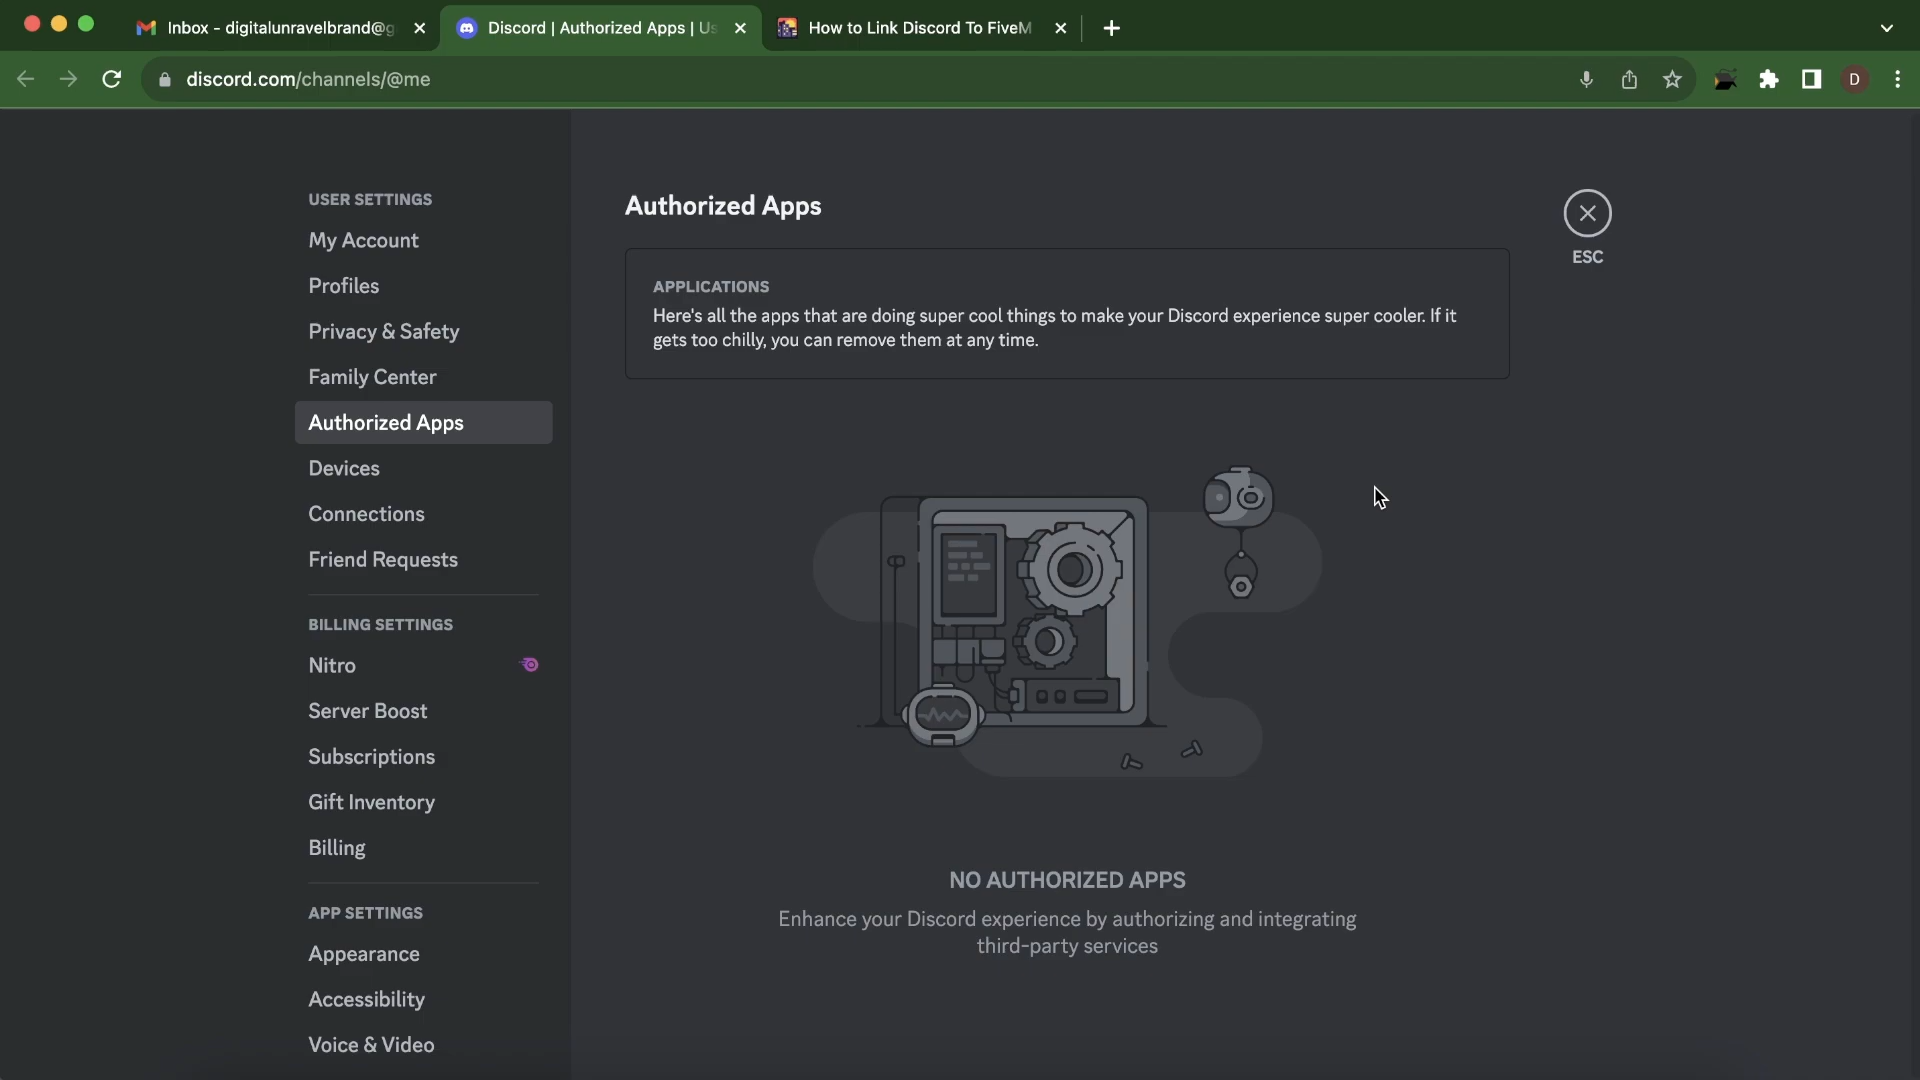 Inbox - digitalunravelbrand@g
Discord | Authorized Apps | Us
How to Link Discord To FiveM
discord.com/channels/@me
D
USER SETTINGS
My Account
Profiles
Privacy & Safety
Family Center
Authorized Apps
Devices
Connections
Friend Requests
BILLING SETTINGS
Nitro
Server Boost
Subscriptions
Gift Inventory
Billing
APP SETTINGS
Appearance
Accessibility
Voice & Video
Authorized Apps
ESC
APPLICATIONS
Here's all the apps that are doing super cool things to make your Discord experience super cooler. If it
gets too chilly, you can remove them at any time.
NO AUTHORIZED APPS
Enhance your Discord experience by authorizing and integrating
third-party services